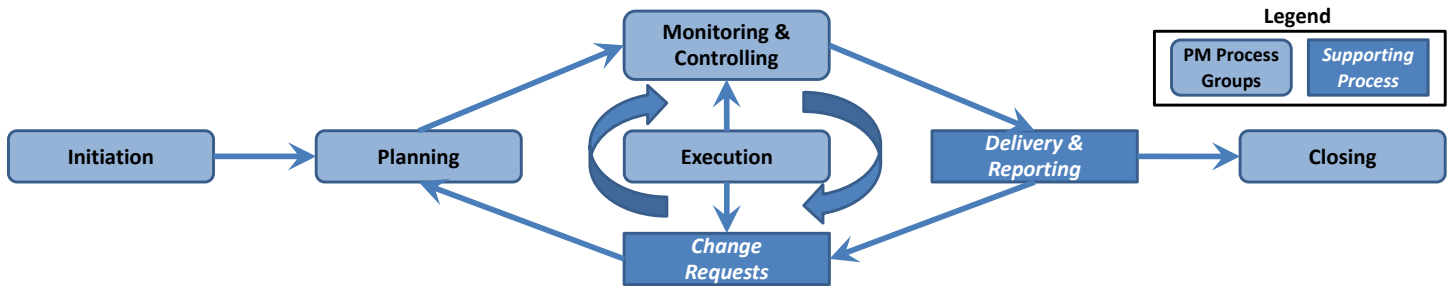 Monitoring &
Controlling
Legend
PM Process
Groups
Supporting
Process
Initiation
Planning
Execution
Delivery &
Reporting
Closing
Change
Requests